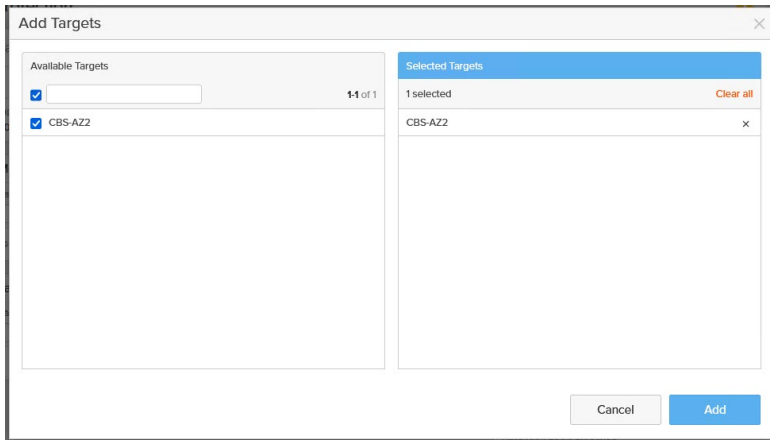 Add Targets
Available Targets
1-1 of 1
CBS-AZ2
Selected Targets
1 selected
Clear all
CBS-AZ2
Cancel
Add